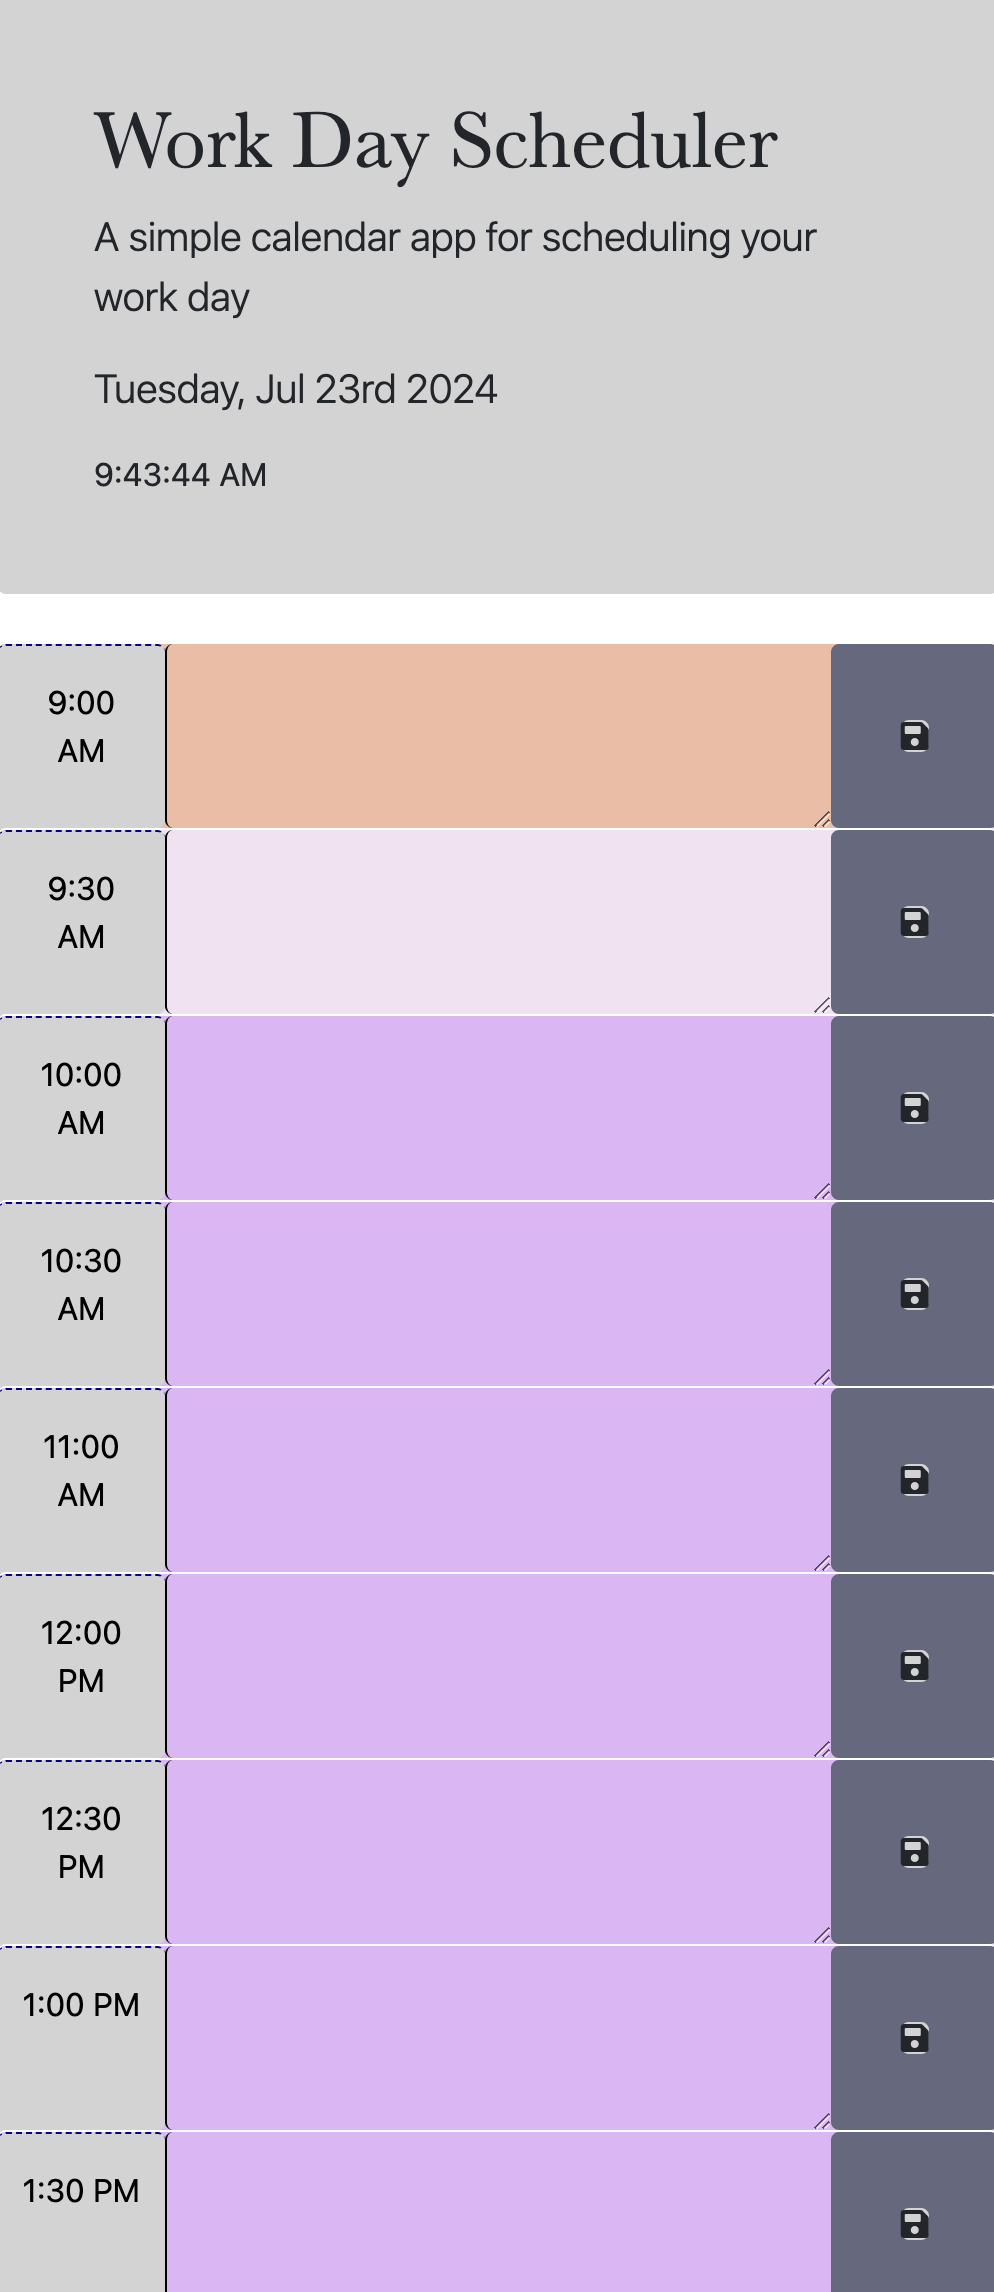 Work Day Scheduler
A simple calendar app for scheduling your
work day
Tuesday, Jul 23rd 2024
9:43:44 AM
9:00
AM
9:30
AM
10:00
AM
10:30
AM
11:00
AM
12:00
PM
12:30
PM
1:00 PM
1:30 PM